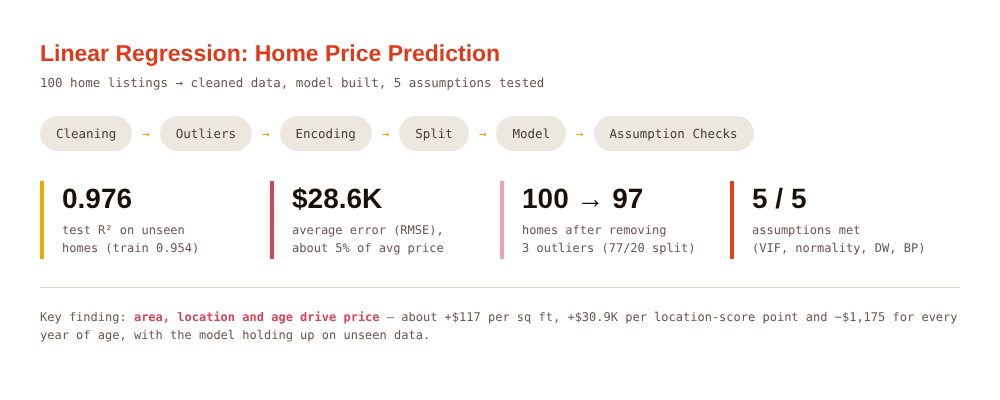 Linear Regression: Home Price Prediction
100 home listings → cleaned data, model built, 5 assumptions tested
Cleaning → Outliers → Encoding → Split → Model → Assumption Checks
0.976
test R² on unseen
homes (train 0.954)
$28.6K
average error (RMSE),
about 5% of avg price
100 → 97
homes after removing
3 outliers (77/20 split)
5 / 5
assumptions met
(VIF, normality, DW, BP)
Key finding: area, location and age drive price — about +$117 per sq ft, +$30.9K per location-score point and −$1,175 for every
year of age, with the model holding up on unseen data.